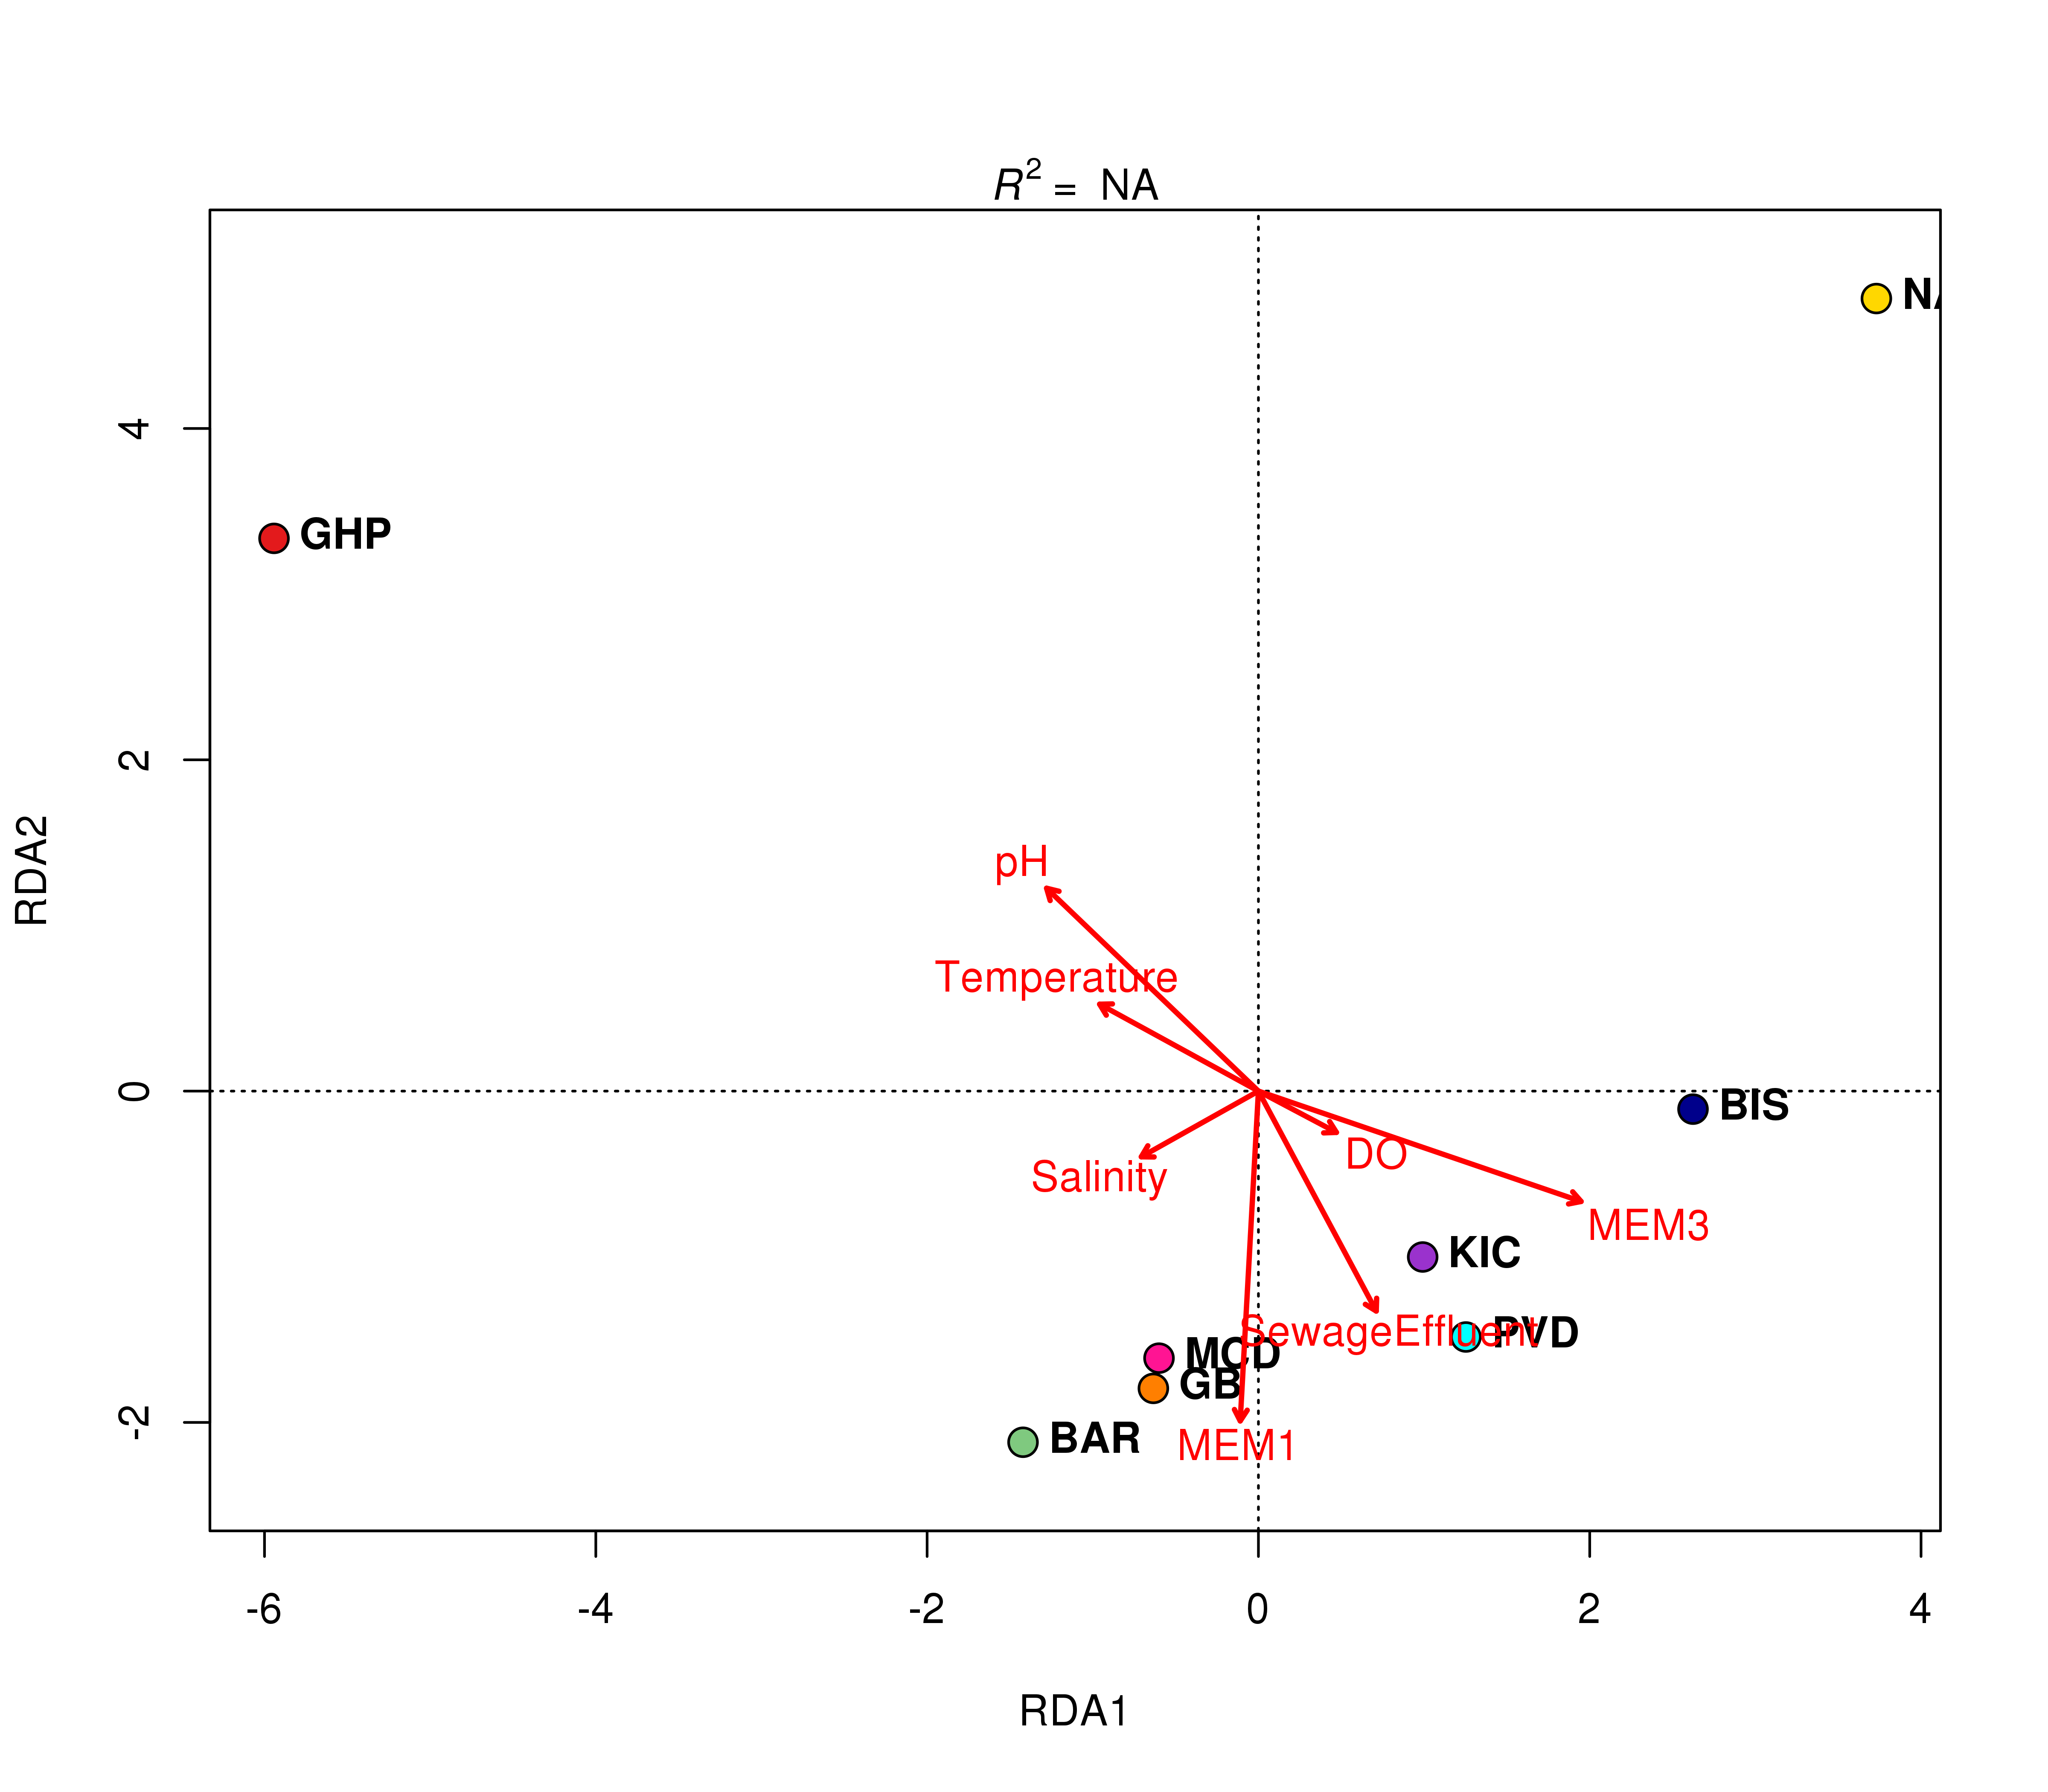 R2 = NA
NA
4
GHP
2
RDA2
pH
Temperature
0
BIS
DO
Salinity
MEM3
KIC
SewageEffluent
PVD
MCD
GB
-2
BAR
MEM1
-6
-4
-2
0
2
4
RDA1